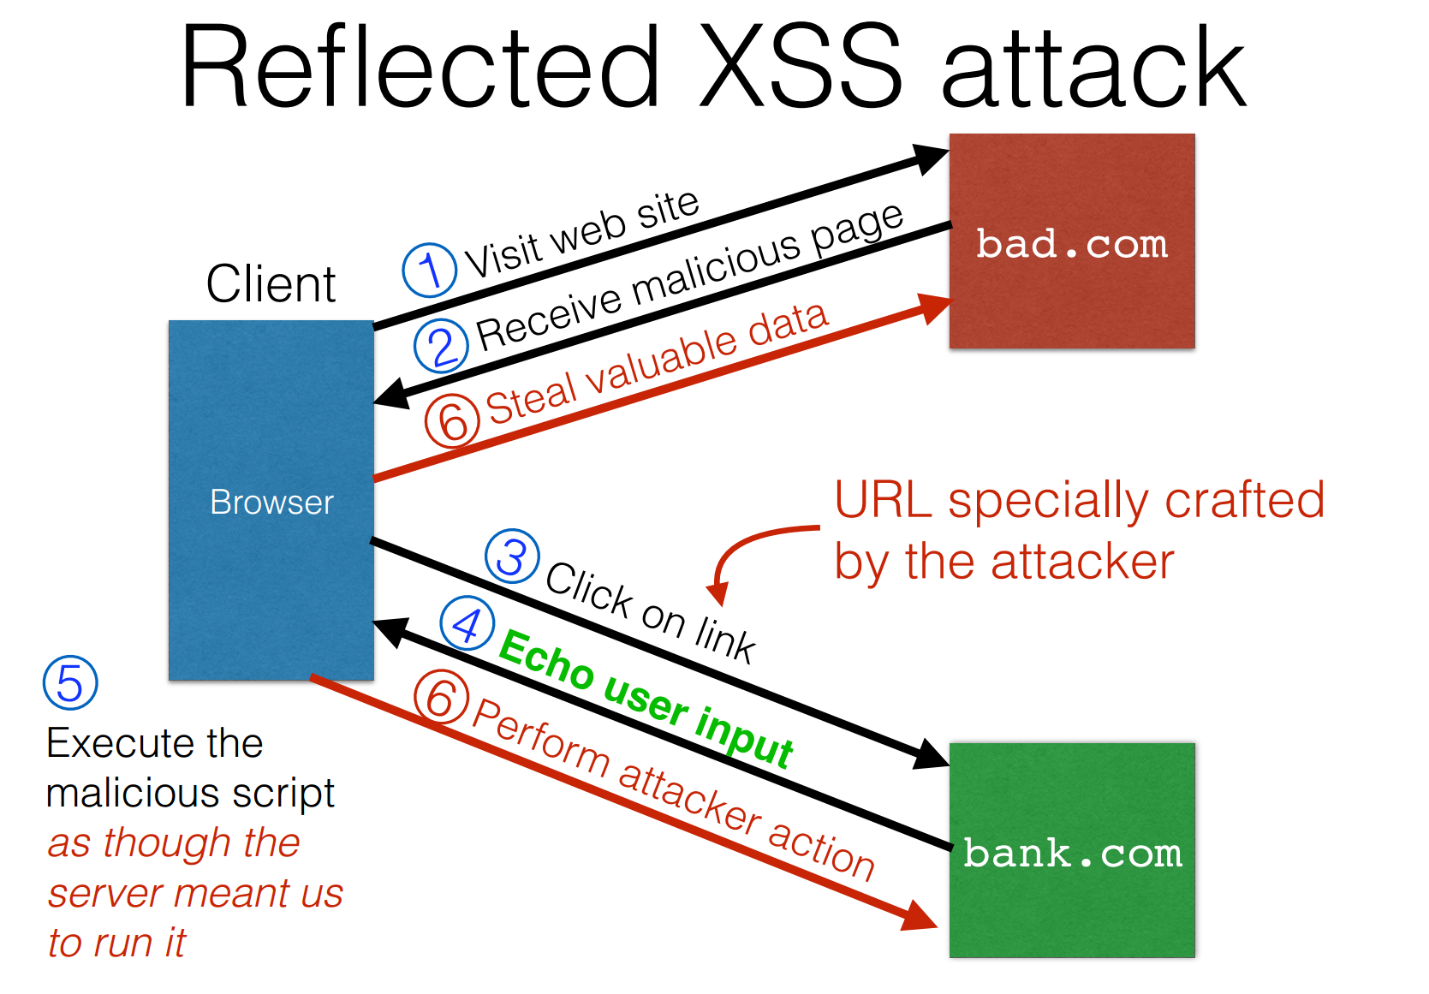 Reflected XSS attack
bad.com
1 Visit web site
2 Receive malicious page
6 Steal valuable data
Client
Browser
URL specially crafted
by the attacker
3 Click on link
4 Echo user input
6 Perform attacker action
bank.com
5
Execute the
malicious script
as though the
server meant us
to run it